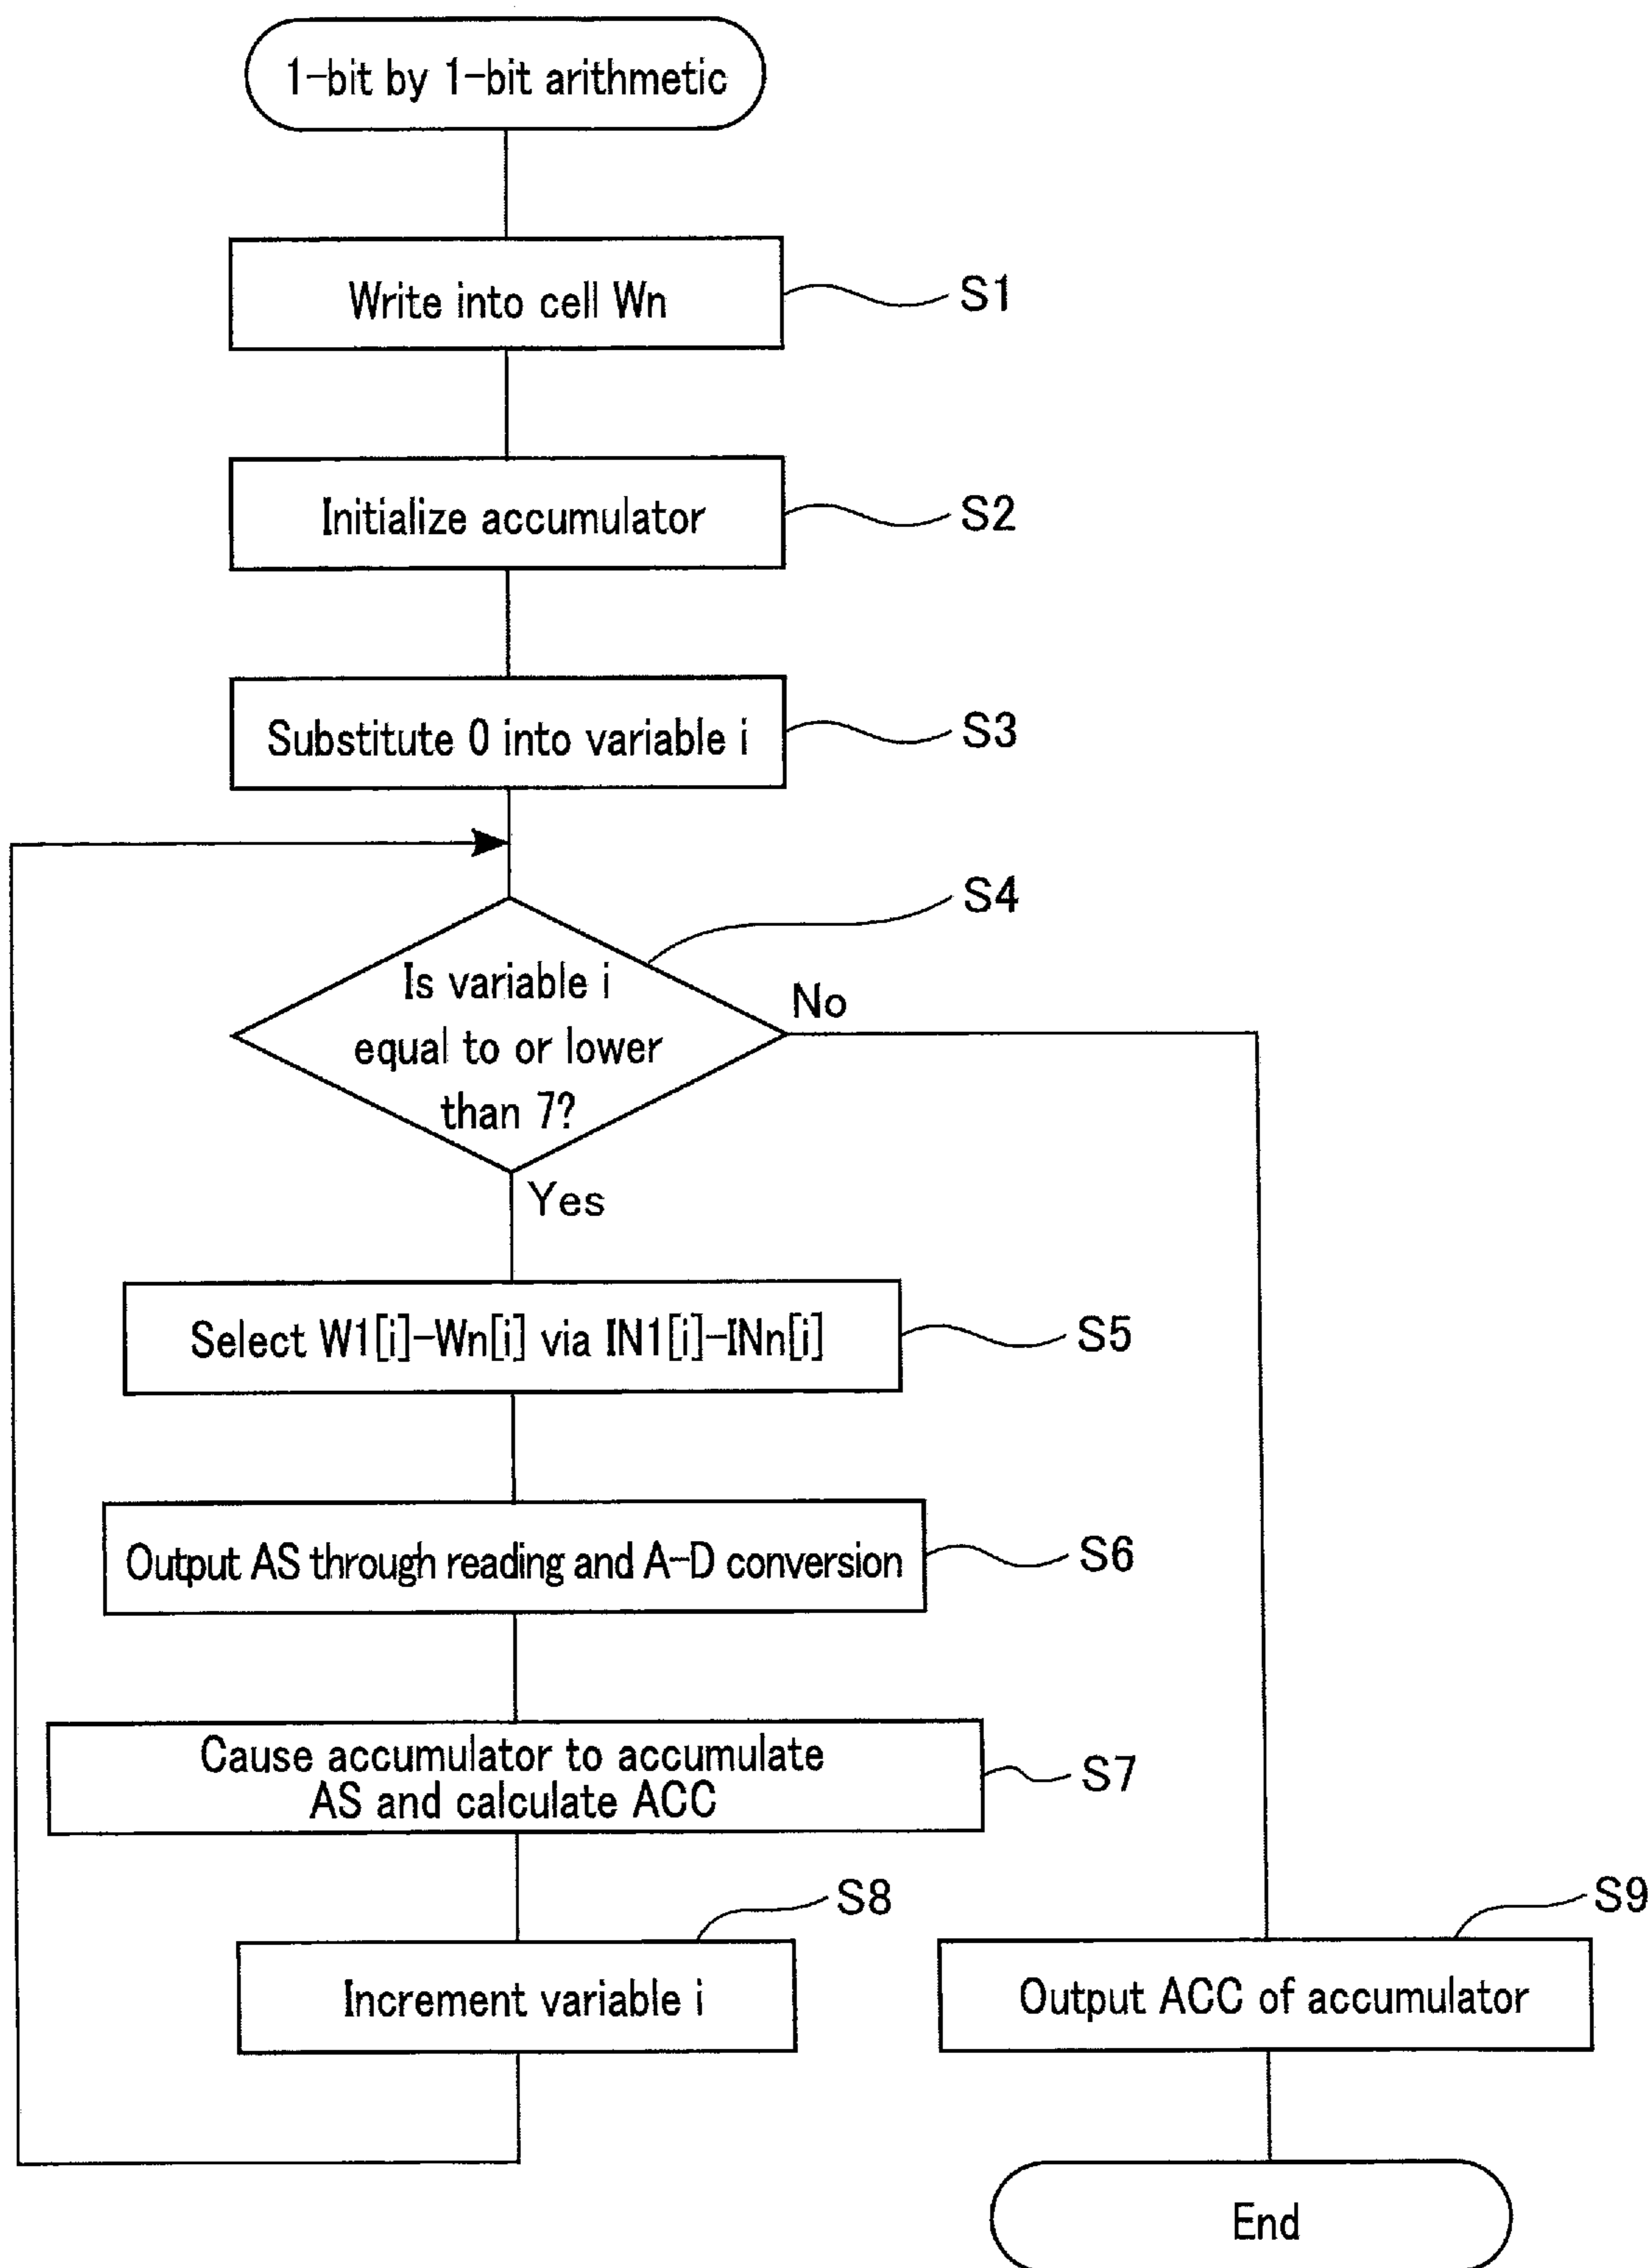 1-bit by 1-bit arithmetic
Write into cell Wn
S1
Initialize accumulator
S2
Substitute 0 into variable i
S3
S4
Is variable i
equal to or lower
than 7?
No
Yes
Select W1[i]-Wn[i] via IN1[i]-INn[i]
S5
Output AS through reading and A-D conversion
S6
Cause accumulator to accumulate
AS and calculate ACC
S7
S8
Increment variable i
S9
Output ACC of accumulator
End